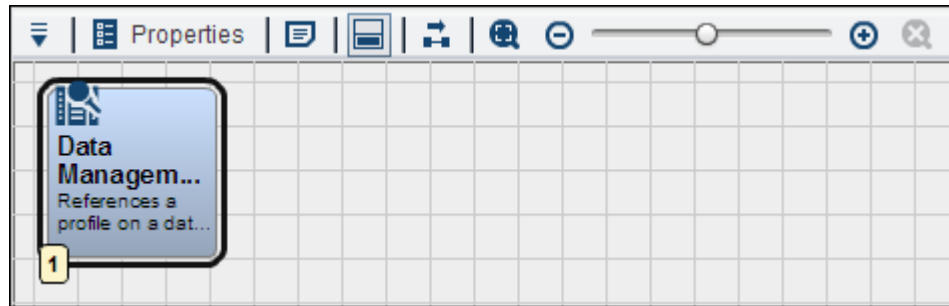 Properties
Data
Managem...
References a
profile on a dat...
1